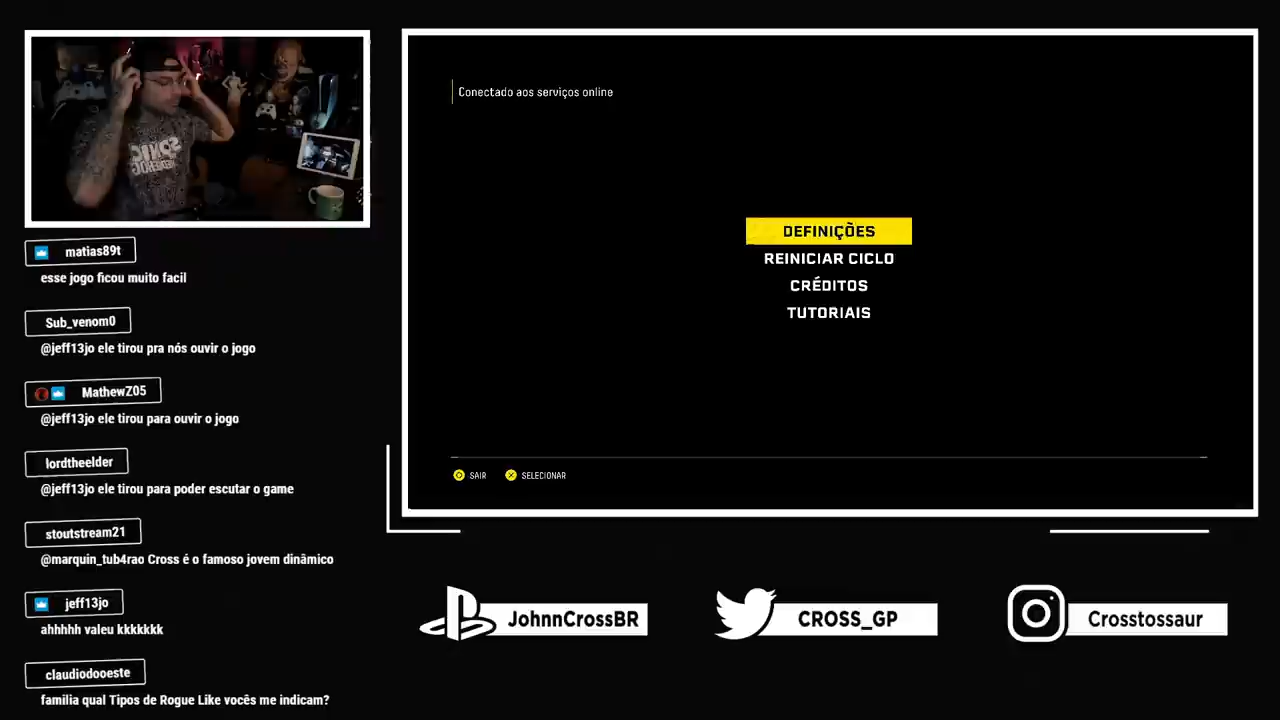 Conectado aos serviços online
DEFINIÇÕES
REINICIAR CICLO
CRÉDITOS
TUTORIAIS
SAIR SELECIONAR
matias89t
esse jogo ficou muito facil
Sub_venom0
@jeff13jo ele tirou pra nós ouvir o jogo
MathewZ05
@jeff13jo ele tirou para ouvir o jogo
lordtheelder
@jeff13jo ele tirou para poder escutar o game
stoutstream21
@marquin_tub4rao Cross é o famoso jovem dinâmico
jeff13jo
ahhhhh valeu kkkkkkk
claudiodooeste
familia qual Tipos de Rogue Like vocês me indicam?
JohnnCrossBR
CROSS_GP
Crosstossaur